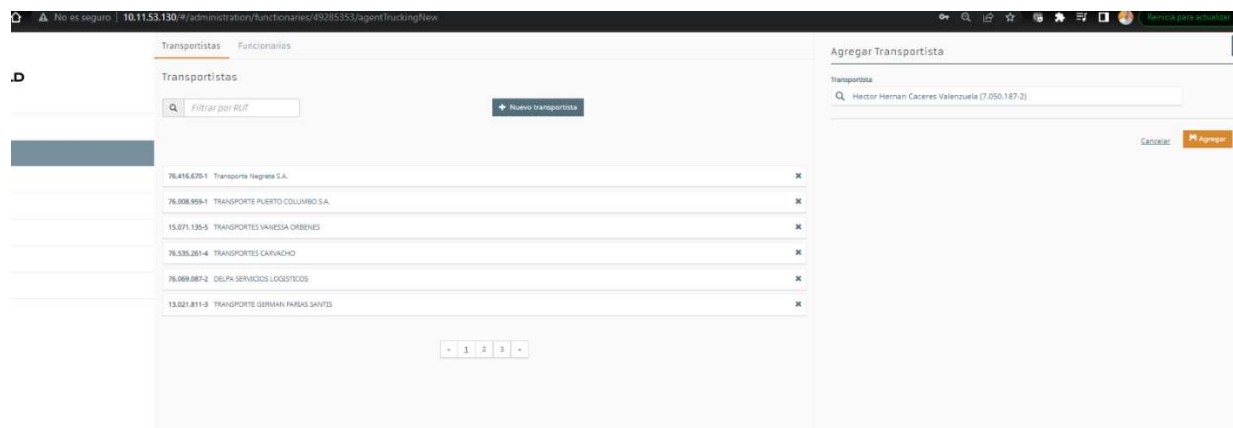 No es seguro | 10.11.53.130/#/administration/functionaries/49285353/agentTruckingNew
Reinicia para actualizar
.D
Transportistas Funcionarios
Transportistas
Filtrar por RUT
+ Nuevo transportista
76.416.670-1 Transporte Negrete S.A.
76.008.959-1 TRANSPORTE PUERTO COLUMBO S.A.
15.071.135-5 TRANSPORTES VANESSA ORBENES
76.535.261-4 TRANSPORTES CARVACHO
76.069.087-2 DELPA SERVICIOS LOGISTICOS
13.021.811-3 TRANSPORTE GERMAN FARIAS SANTIS
« 1 2 3 »
Agregar Transportista
Transportista
Hector Hernan Caceres Valenzuela (7.050.187-2)
Cancelar Agregar